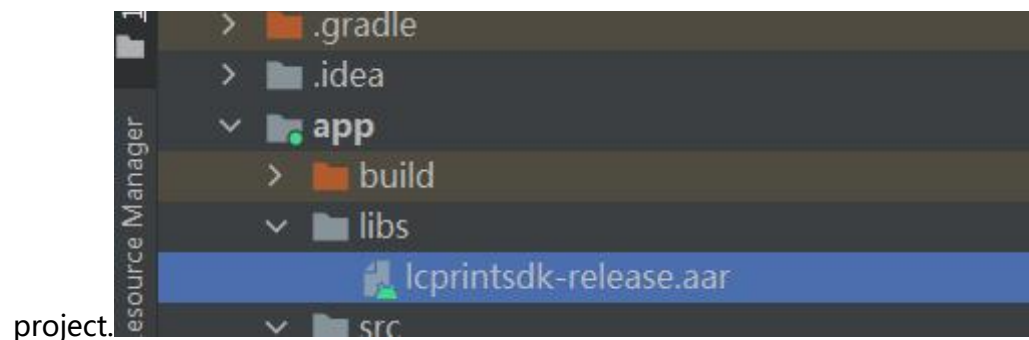 .gradle
.idea
app
build
libs
lcprintsdk-release.aar
src
project.
esource Manager